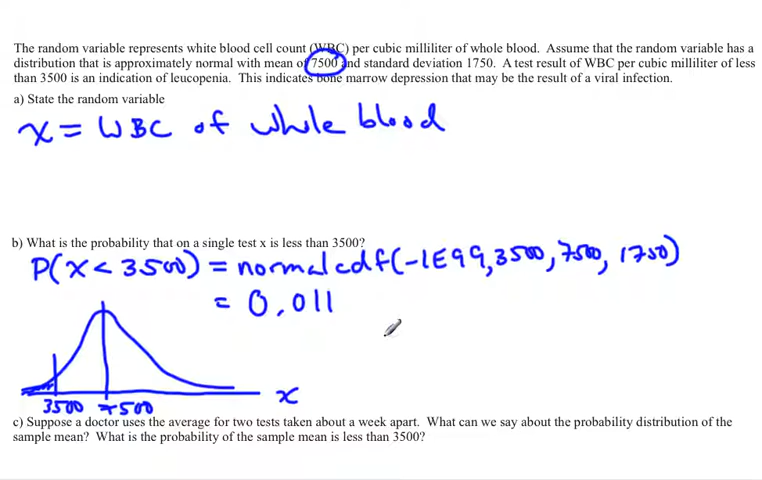 The random variable represents white blood cell count (WBC) per cubic milliliter of whole blood. Assume that the random variable has a
distribution that is approximately normal with mean of 7500 and standard deviation 1750. A test result of WBC per cubic milliliter of less
than 3500 is an indication of leucopenia. This indicates bone marrow depression that may be the result of a viral infection.
a) State the random variable
x = WBC of whole blood
b) What is the probability that on a single test x is less than 3500?
P(x < 3500) = normalcdf(-1E99, 3500, 7500, 1750)
= 0.011
3500 7500 x
c) Suppose a doctor uses the average for two tests taken about a week apart. What can we say about the probability distribution of the
sample mean? What is the probability of the sample mean is less than 3500?